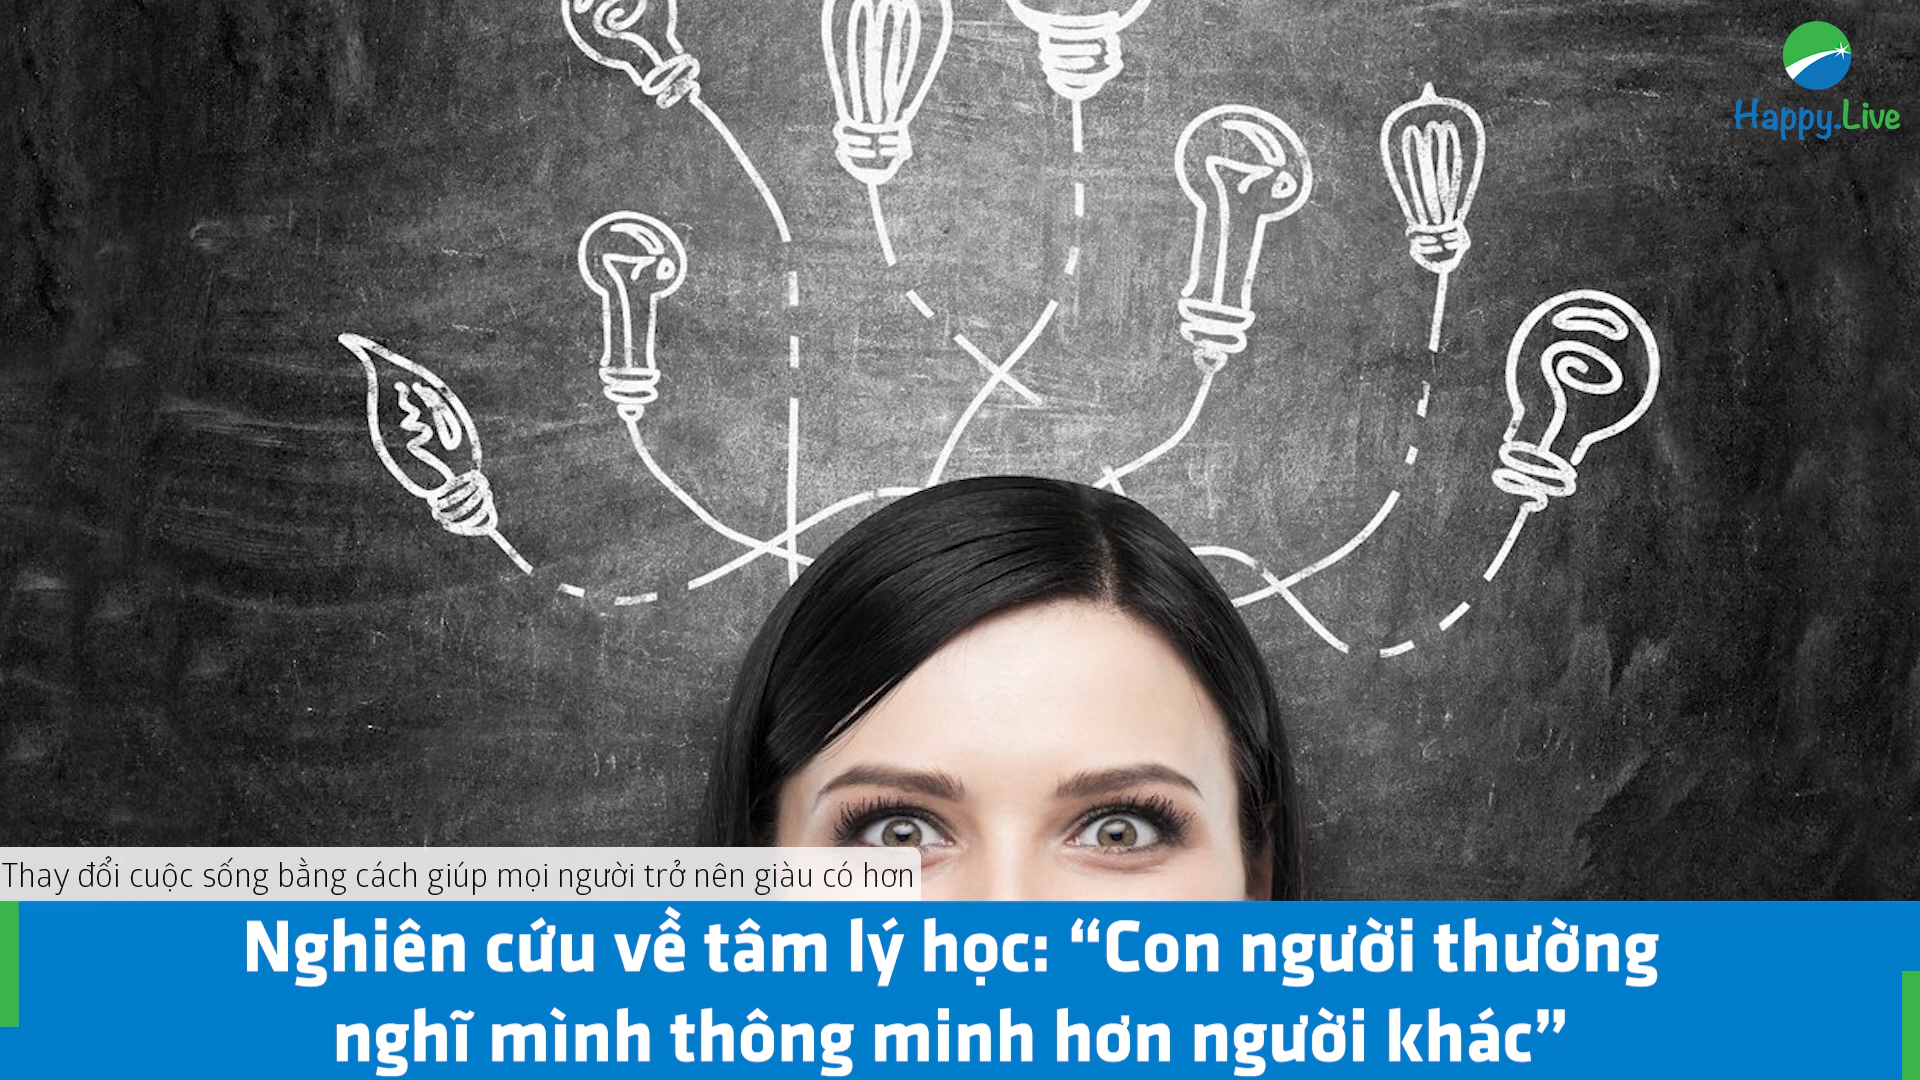 Happy.Live
Thay đổi cuộc sống bằng cách giúp mọi người trở nên giàu có hơn
Nghiên cứu về tâm lý học: “Con người thường
nghĩ mình thông minh hơn người khác”